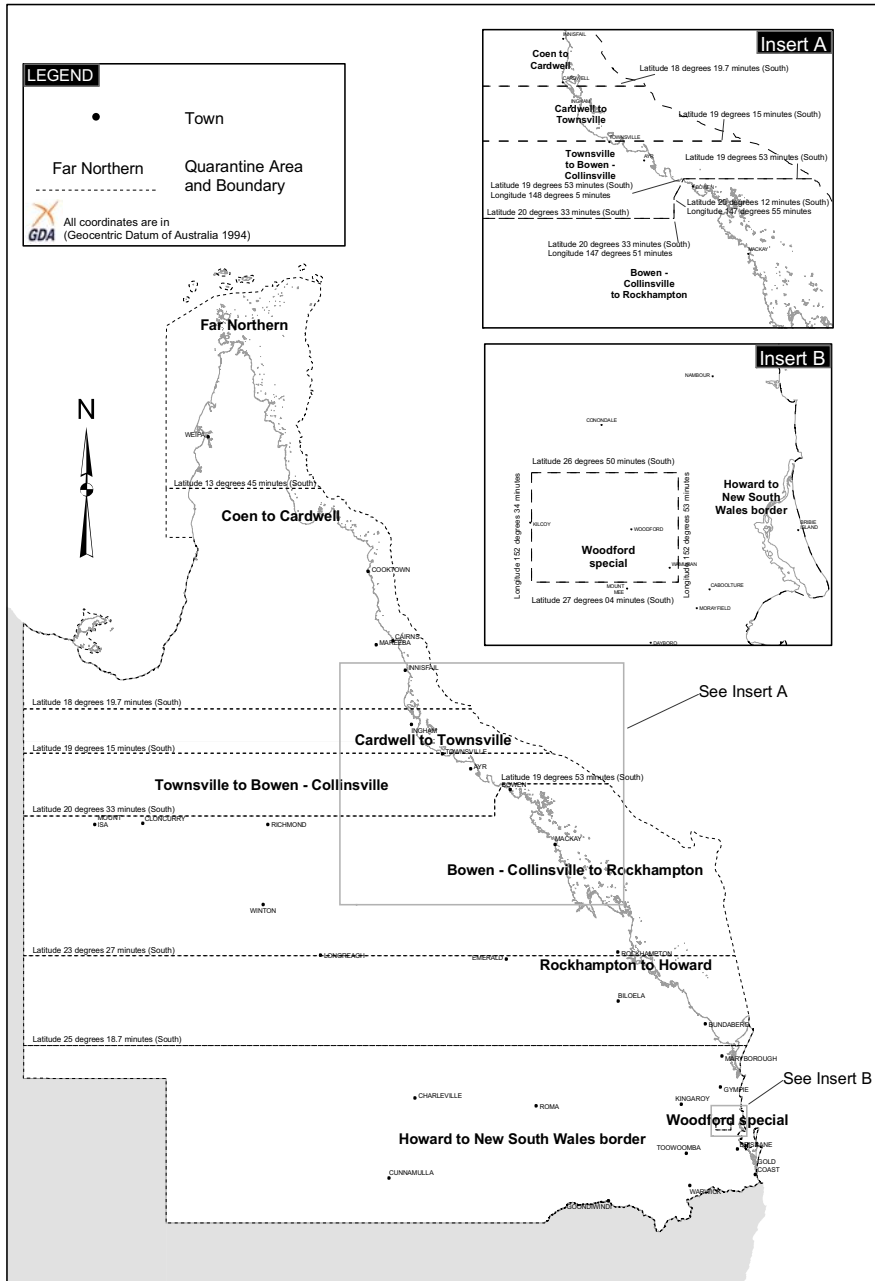 LEGEND
Town
Far Northern
Quarantine Area
and Boundary
GDA
All coordinates are in
(Geocentric Datum of Australia 1994)
Insert A
INNISFAIL
Coen to
Cardwell
CARDWELL
Latitude 18 degrees 19.7 minutes (South)
INGHAM
Cardwell to
Townsville
Latitude 19 degrees 15 minutes (South)
TOWNSVILLE
Townsville
to Bowen -
Collinsville
AYR
Latitude 19 degrees 53 minutes (South)
Latitude 19 degrees 53 minutes (South)
Longitude 148 degrees 5 minutes
BOWEN
Latitude 20 degrees 12 minutes (South)
Longitude 147 degrees 55 minutes
Latitude 20 degrees 33 minutes (South)
Latitude 20 degrees 33 minutes (South)
Longitude 147 degrees 51 minutes
MACKAY
Bowen -
Collinsville
to Rockhampton
Insert B
NAMBOUR
CONONDALE
Latitude 26 degrees 50 minutes (South)
Longitude 152 degrees 34 minutes
Longitude 152 degrees 53 minutes
Howard to
New South
Wales border
KILCOY
WOODFORD
BRIBIE
ISLAND
Woodford
special
WAMURAN
MOUNT
MEE
CABOOLTURE
Latitude 27 degrees 04 minutes (South)
MORAYFIELD
DAYBORO
Far Northern
N
WEIPA
Latitude 13 degrees 45 minutes (South)
Coen to Cardwell
COOKTOWN
CAIRNS
MAREEBA
INNISFAIL
See Insert A
Latitude 18 degrees 19.7 minutes (South)
INGHAM
Cardwell to Townsville
Latitude 19 degrees 15 minutes (South)
TOWNSVILLE
AYR
Townsville to Bowen - Collinsville
Latitude 19 degrees 53 minutes (South)
BOWEN
Latitude 20 degrees 33 minutes (South)
MOUNT
ISA
CLONCURRY
RICHMOND
MACKAY
Bowen - Collinsville to Rockhampton
WINTON
Latitude 23 degrees 27 minutes (South)
LONGREACH
EMERALD
ROCKHAMPTON
Rockhampton to Howard
BILOELA
BUNDABERG
Latitude 25 degrees 18.7 minutes (South)
MARYBOROUGH
See Insert B
GYMPIE
CHARLEVILLE
ROMA
KINGAROY
Woodford special
Howard to New South Wales border
BRISBANE
TOOWOOMBA
GOLD
COAST
CUNNAMULLA
WARWICK
GOONDIWINDI